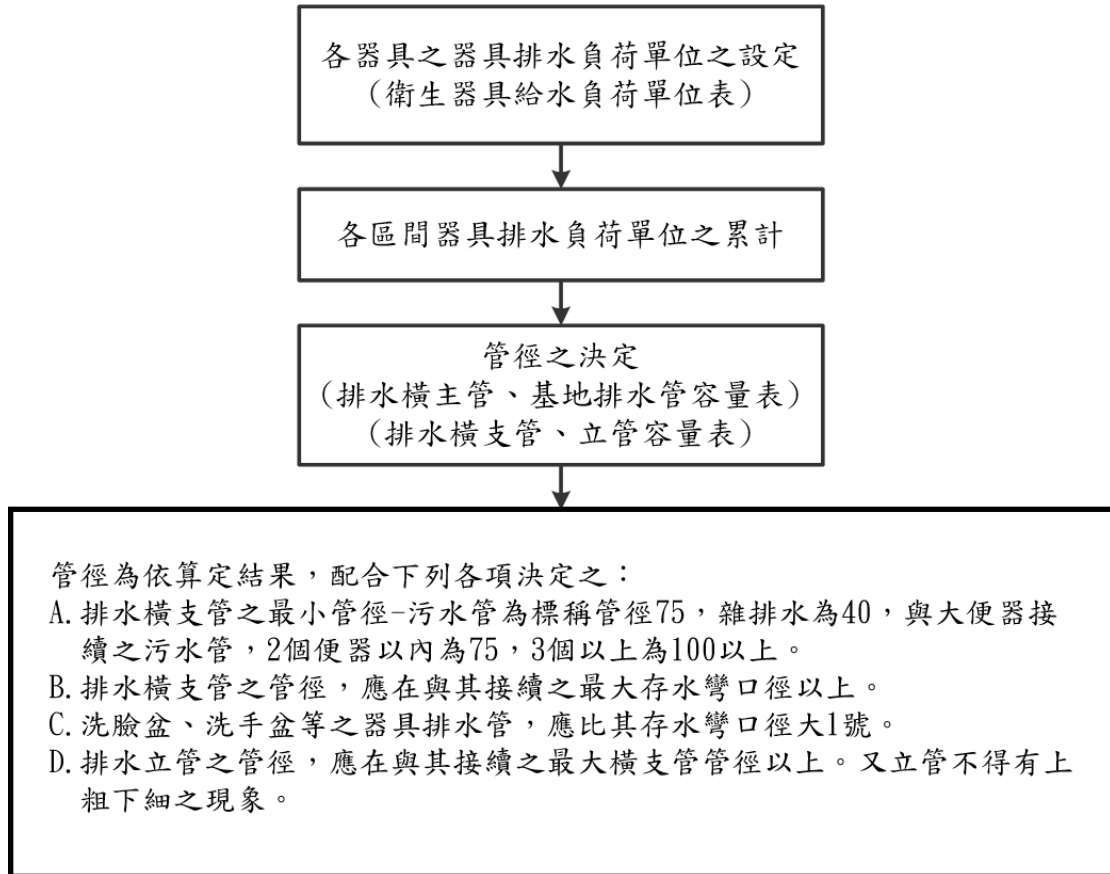 各器具之器具排水負荷單位之設定
(衛生器具給水負荷單位表)
各區間器具排水負荷單位之累計
管徑之決定
(排水橫主管、基地排水管容量表)
(排水橫支管、立管容量表)
管徑為依算定結果，配合下列各項決定之：
A.排水橫支管之最小管徑-污水管為標稱管徑75，雜排水為40，與大便器接
續之污水管，2個便器以內為75，3個以上為100以上。
B.排水橫支管之管徑，應在與其接續之最大存水彎口徑以上。
C.洗臉盆、洗手盆等之器具排水管，應比其存水彎口徑大1號。
D.排水立管之管徑，應在與其接續之最大橫支管管徑以上。又立管不得有上
粗下細之現象。